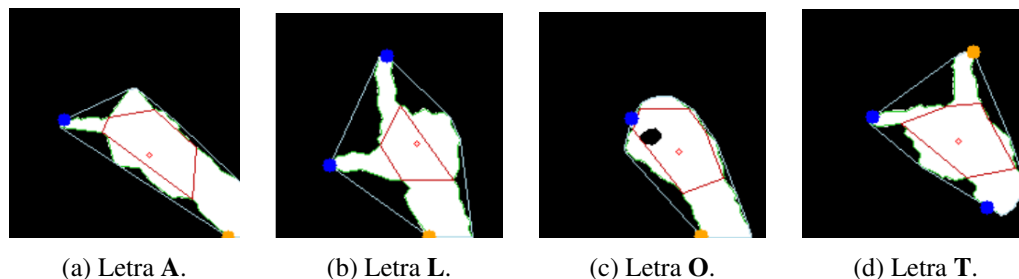 (a) Letra A.
(b) Letra L.
(c) Letra O.
(d) Letra T.